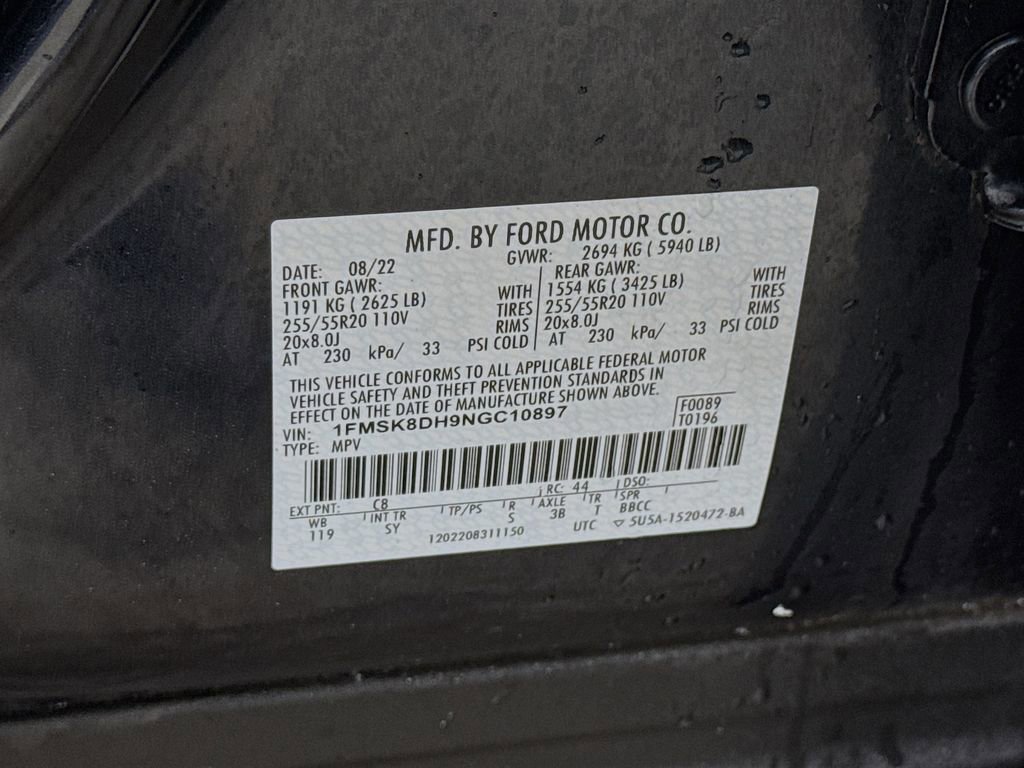 MFD. BY FORD MOTOR CO.
DATE: 08/22 GVWR: 2694 KG ( 5940 LB)
FRONT GAWR: REAR GAWR:
1191 KG ( 2625 LB) WITH 1554 KG ( 3425 LB) WITH
255/55R20 110V TIRES 255/55R20 110V TIRES
20x8.0J RIMS 20x8.0J RIMS
AT 230 kPa/ 33 PSI COLD AT 230 kPa/ 33 PSI COLD
THIS VEHICLE CONFORMS TO ALL APPLICABLE FEDERAL MOTOR
VEHICLE SAFETY AND THEFT PREVENTION STANDARDS IN
EFFECT ON THE DATE OF MANUFACTURE SHOWN ABOVE.
VIN: 1FMSK8DH9NGC10897 F0089
TYPE: MPV T0196
EXT PNT: C8 RC: 44 DSO:
WB INT TR TP/PS R AXLE TR SPR
119 SY S 3B T BBCC
1202208311150 UTC ▽ 5U5A-1520472-BA